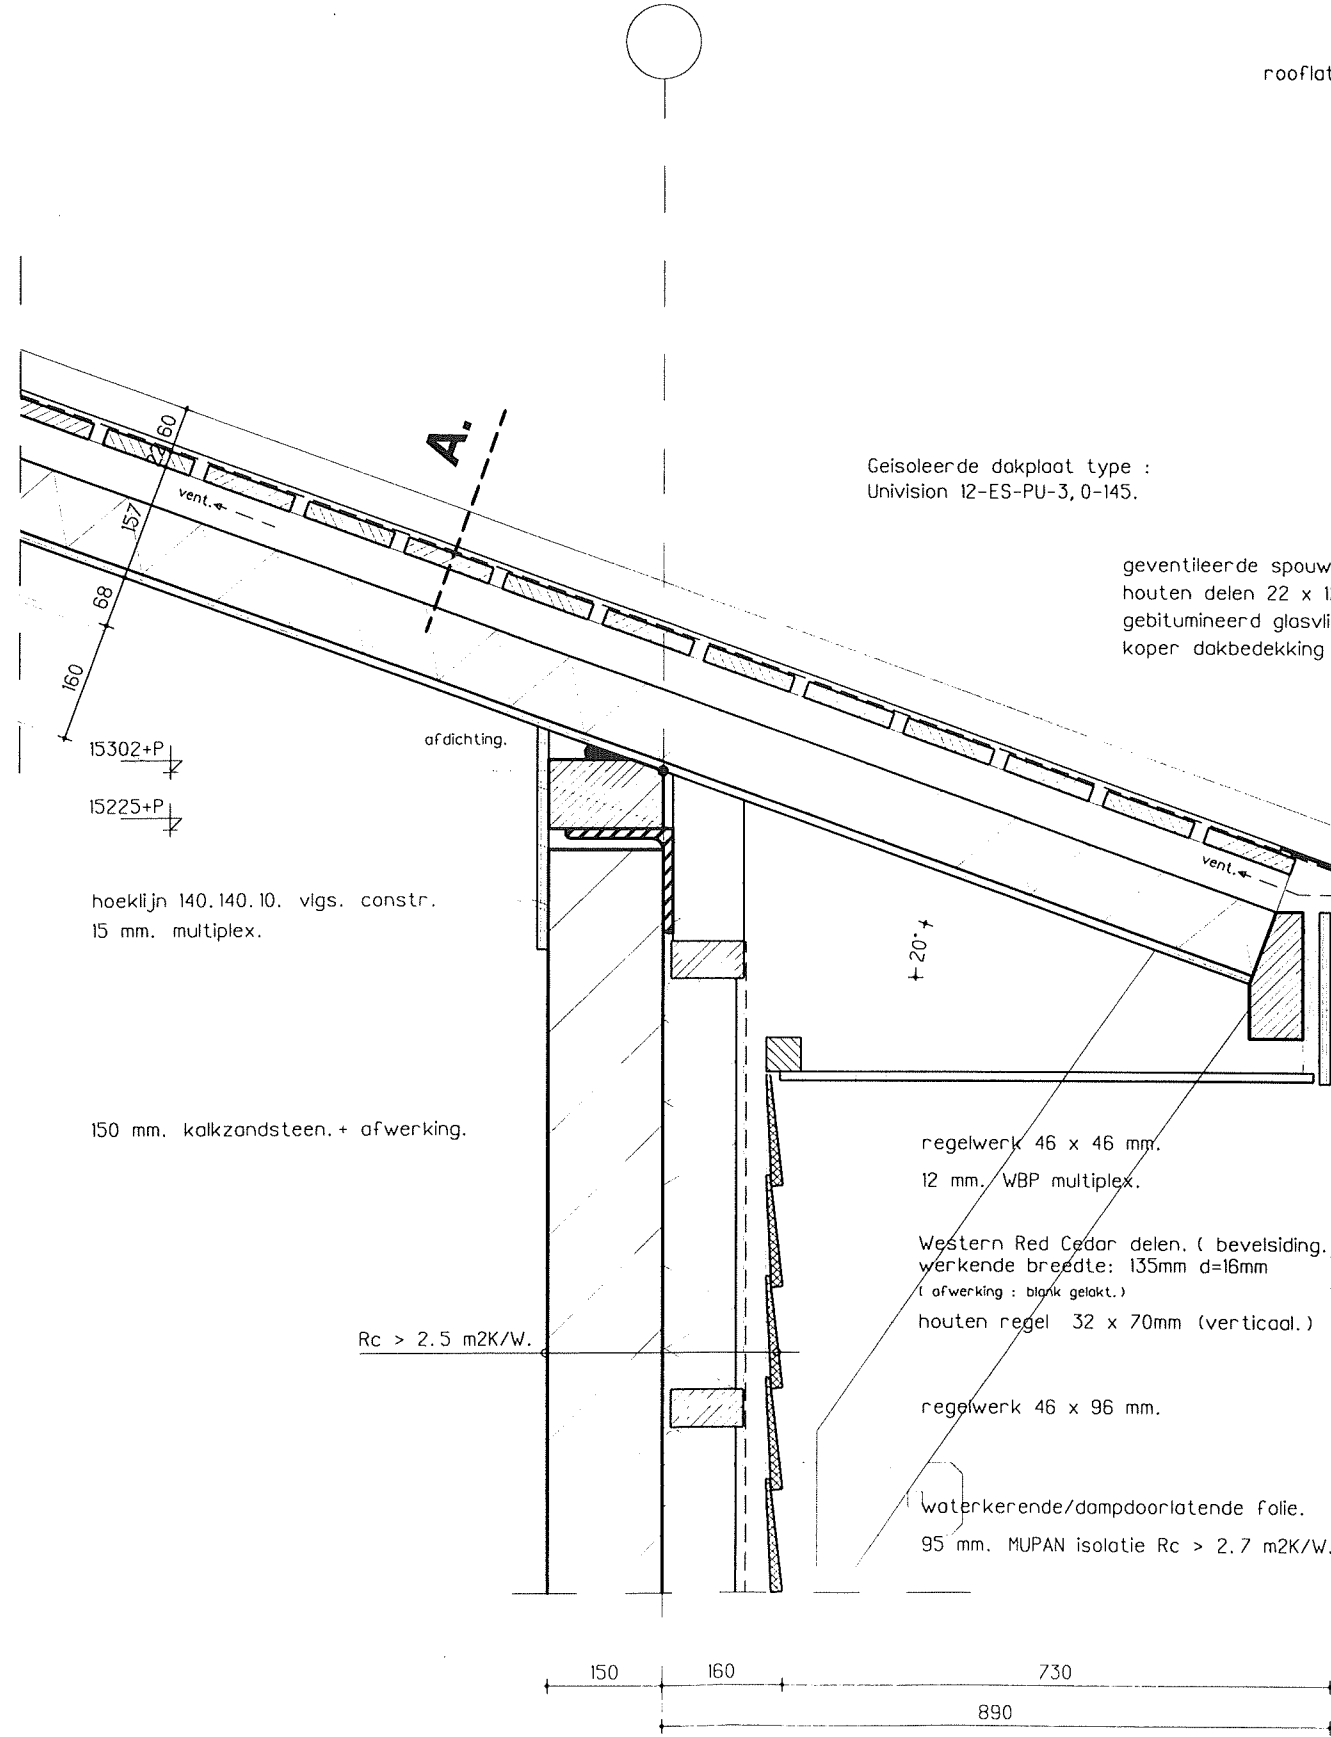 rooflat
60
22
A.
vent.
157
68
160
Geisoleerde dakplaat type :
Univision 12-ES-PU-3,0-145.
geventileerde spouw
houten delen 22 x 1
gebitumineerd glasvli
koper dakbedekking
15302+P
afdichting.
15225+P
vent.
hoeklijn 140.140.10. vlgs. constr.
15 mm. multiplex.
20°
150 mm. kalkzandsteen.+ afwerking.
regelwerk 46 x 46 mm.
12 mm. WBP multiplex.
Western Red Cedar delen. ( bevelsiding.
werkende breedte: 135mm d=16mm
( afwerking : blank gelakt.)
houten regel 32 x 70mm (verticaal.)
Rc > 2.5 m2K/W.
regelwerk 46 x 96 mm.
waterkerende/dampdoorlatende folie.
95 mm. MUPAN isolatie Rc > 2.7 m2K/W.
150 160 730
890